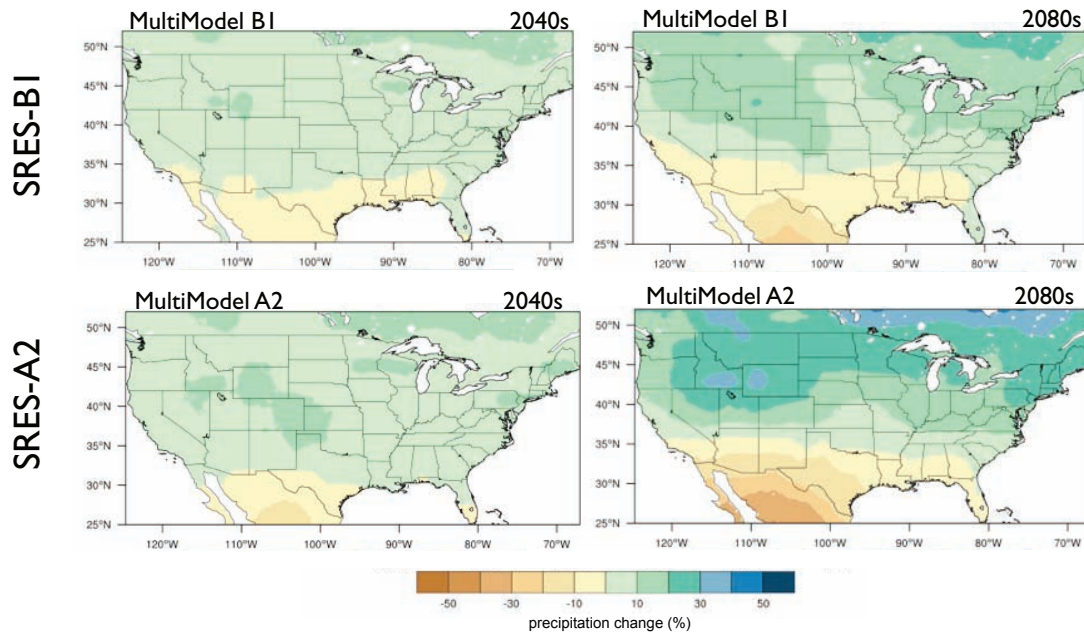 SRES-B1
MultiModel B1 2040s
50°N
45°N
40°N
35°N
30°N
25°N
120°W 110°W 100°W 90°W 80°W 70°W
MultiModel B1 2080s
50°N
45°N
40°N
35°N
30°N
25°N
120°W 110°W 100°W 90°W 80°W 70°W
SRES-A2
MultiModel A2 2040s
50°N
45°N
40°N
35°N
30°N
25°N
120°W 110°W 100°W 90°W 80°W 70°W
MultiModel A2 2080s
50°N
45°N
40°N
35°N
30°N
25°N
120°W 110°W 100°W 90°W 80°W 70°W
-50 -30 -10 10 30 50
precipitation change (%)